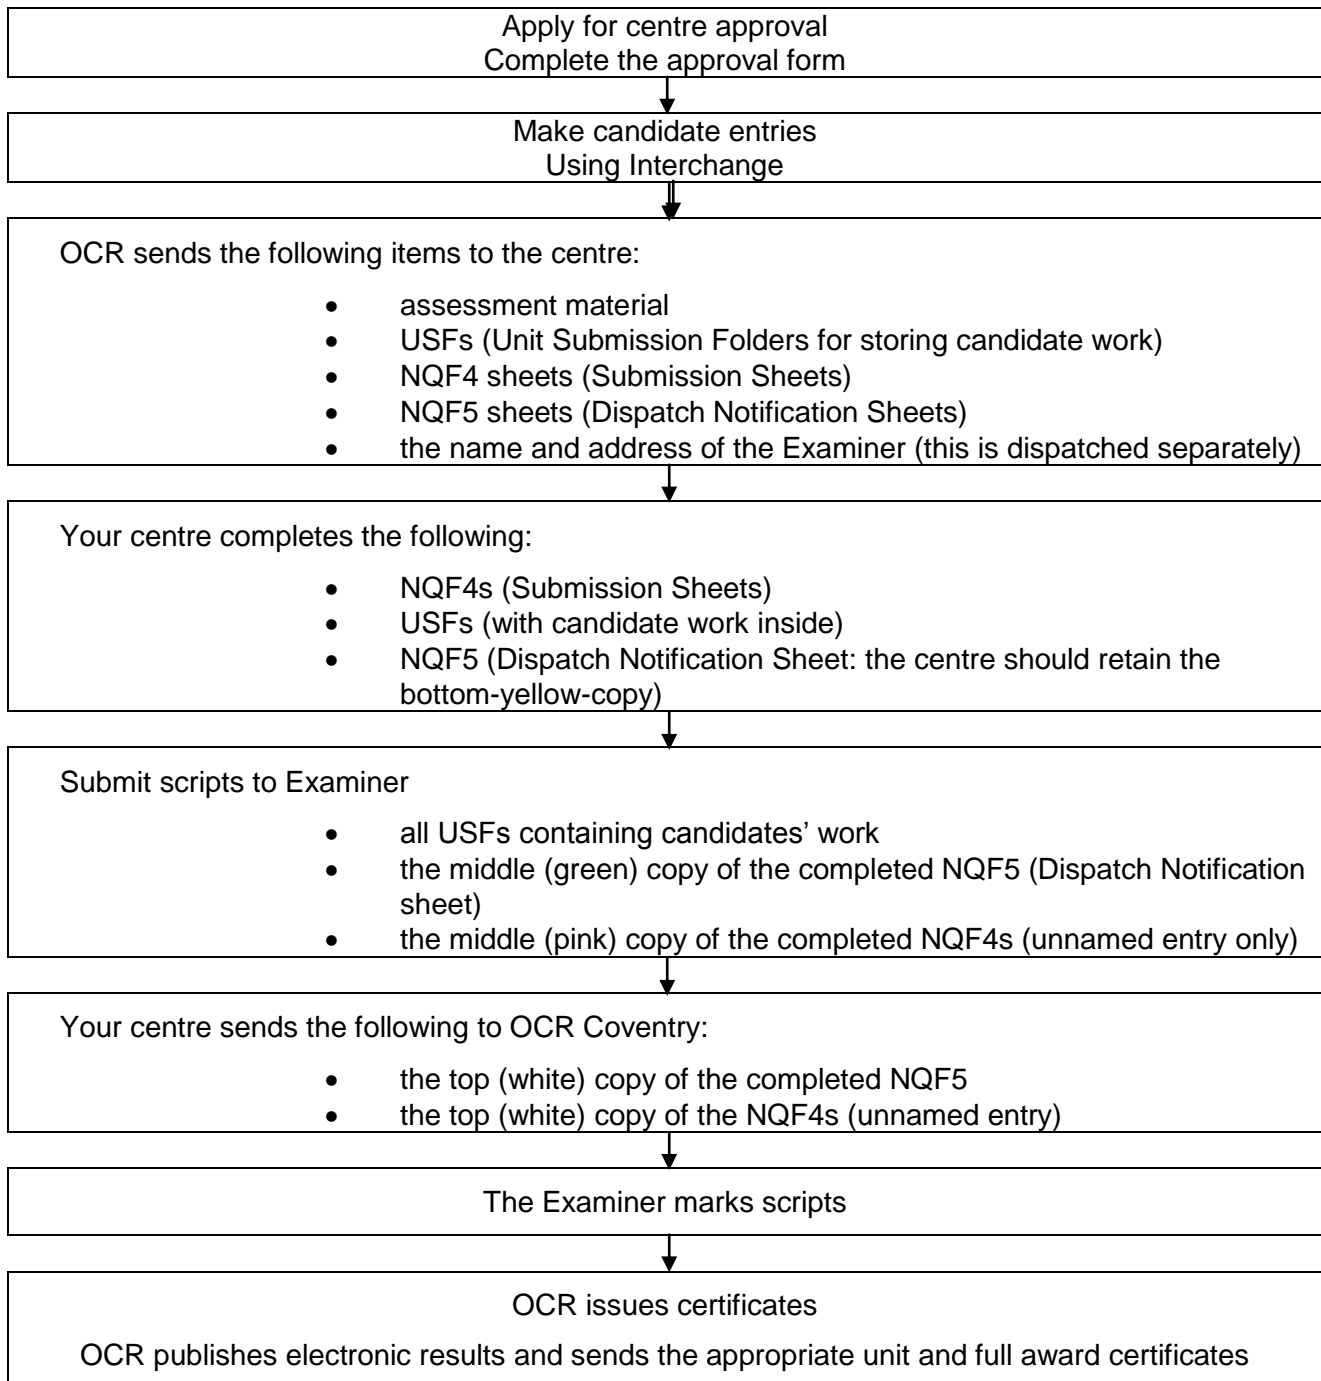 Apply for centre approval
Complete the approval form
Make candidate entries
Using Interchange
OCR sends the following items to the centre:
• assessment material
• USFs (Unit Submission Folders for storing candidate work)
• NQF4 sheets (Submission Sheets)
• NQF5 sheets (Dispatch Notification Sheets)
• the name and address of the Examiner (this is dispatched separately)
Your centre completes the following:
• NQF4s (Submission Sheets)
• USFs (with candidate work inside)
• NQF5 (Dispatch Notification Sheet: the centre should retain the
bottom-yellow-copy)
Submit scripts to Examiner
• all USFs containing candidates’ work
• the middle (green) copy of the completed NQF5 (Dispatch Notification
sheet)
• the middle (pink) copy of the completed NQF4s (unnamed entry only)
Your centre sends the following to OCR Coventry:
• the top (white) copy of the completed NQF5
• the top (white) copy of the NQF4s (unnamed entry)
The Examiner marks scripts
OCR issues certificates
OCR publishes electronic results and sends the appropriate unit and full award certificates